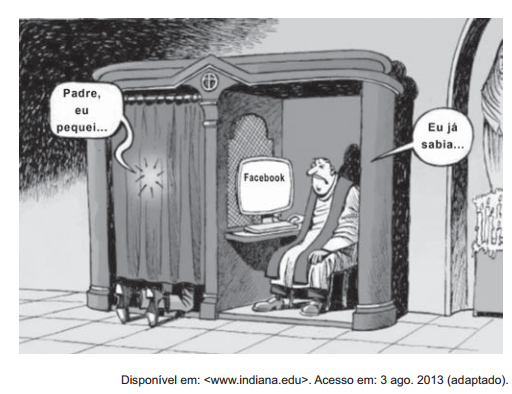 Padre,
eu
pequei...
Eu já
sabia...
Facebook
Disponível em: <www.indiana.edu>. Acesso em: 3 ago. 2013 (adaptado).